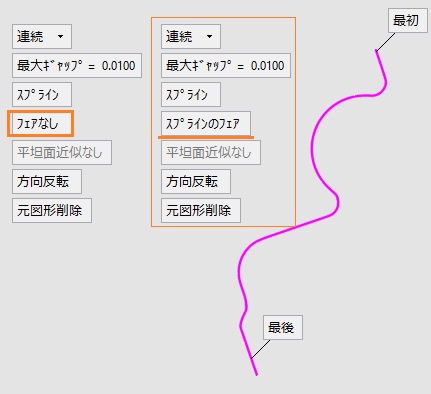 連続
最大ｷﾞｬｯﾌﾟ = 0.0100
ｽﾌﾟﾗｲﾝ
ﾌｪｱなし
平坦面近似なし
方向反転
元図形削除
連続
最大ｷﾞｬｯﾌﾟ = 0.0100
ｽﾌﾟﾗｲﾝ
ｽﾌﾟﾗｲﾝのﾌｪｱ
平坦面近似なし
方向反転
元図形削除
最初
最後